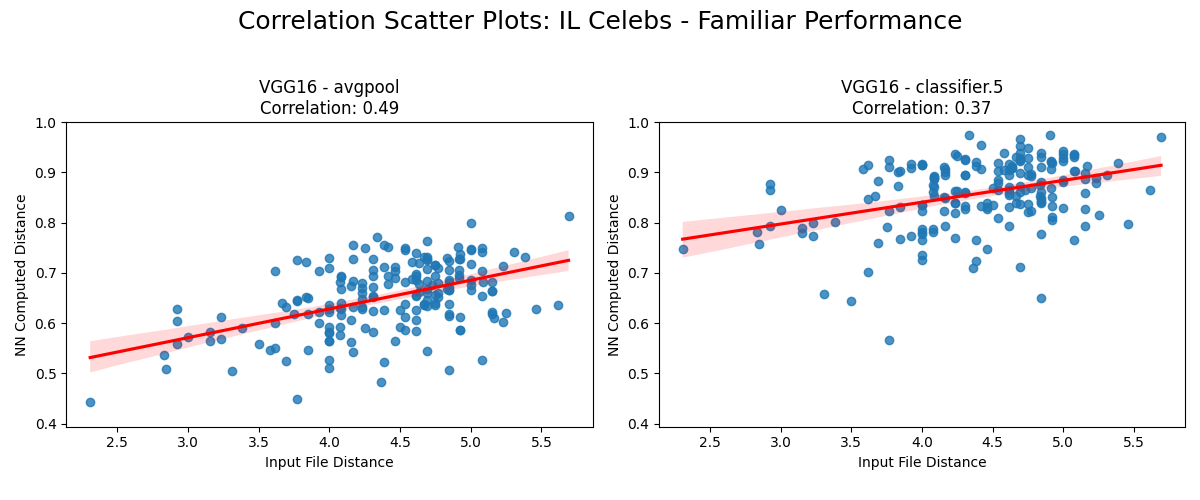 Correlation Scatter Plots: IL Celebs - Familiar Performance
VGG16 - avgpool
Correlation: 0.49
NN Computed Distance
1.0
0.9
0.8
0.7
0.6
0.5
0.4
2.5 3.0 3.5 4.0 4.5 5.0 5.5
Input File Distance
VGG16 - classifier.5
Correlation: 0.37
NN Computed Distance
1.0
0.9
0.8
0.7
0.6
0.5
0.4
2.5 3.0 3.5 4.0 4.5 5.0 5.5
Input File Distance